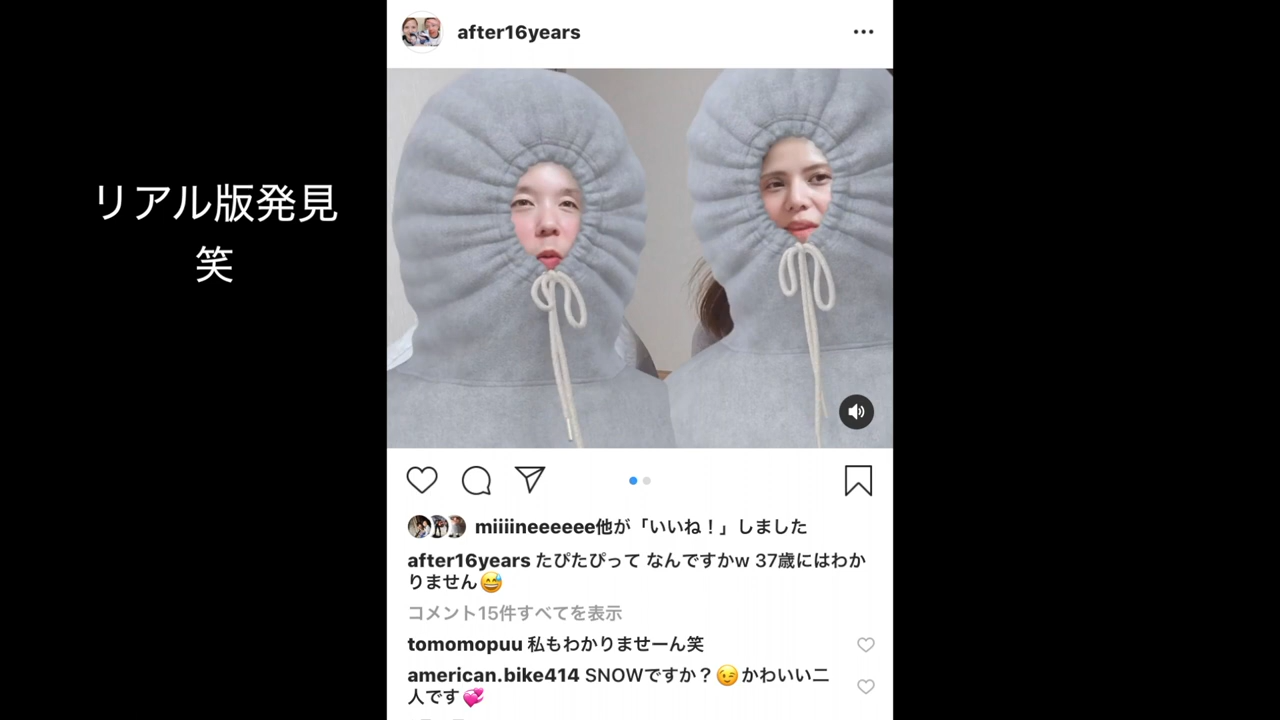 リアル版発見
笑
after16years
miiiineeeeee他が「いいね！」しました
after16years たぴたぴって なんですかw 37歳にはわか
りません😅
コメント15件すべてを表示
tomomopuu 私もわかりませーん笑
american.bike414 SNOWですか？😉かわいい二
人です💞